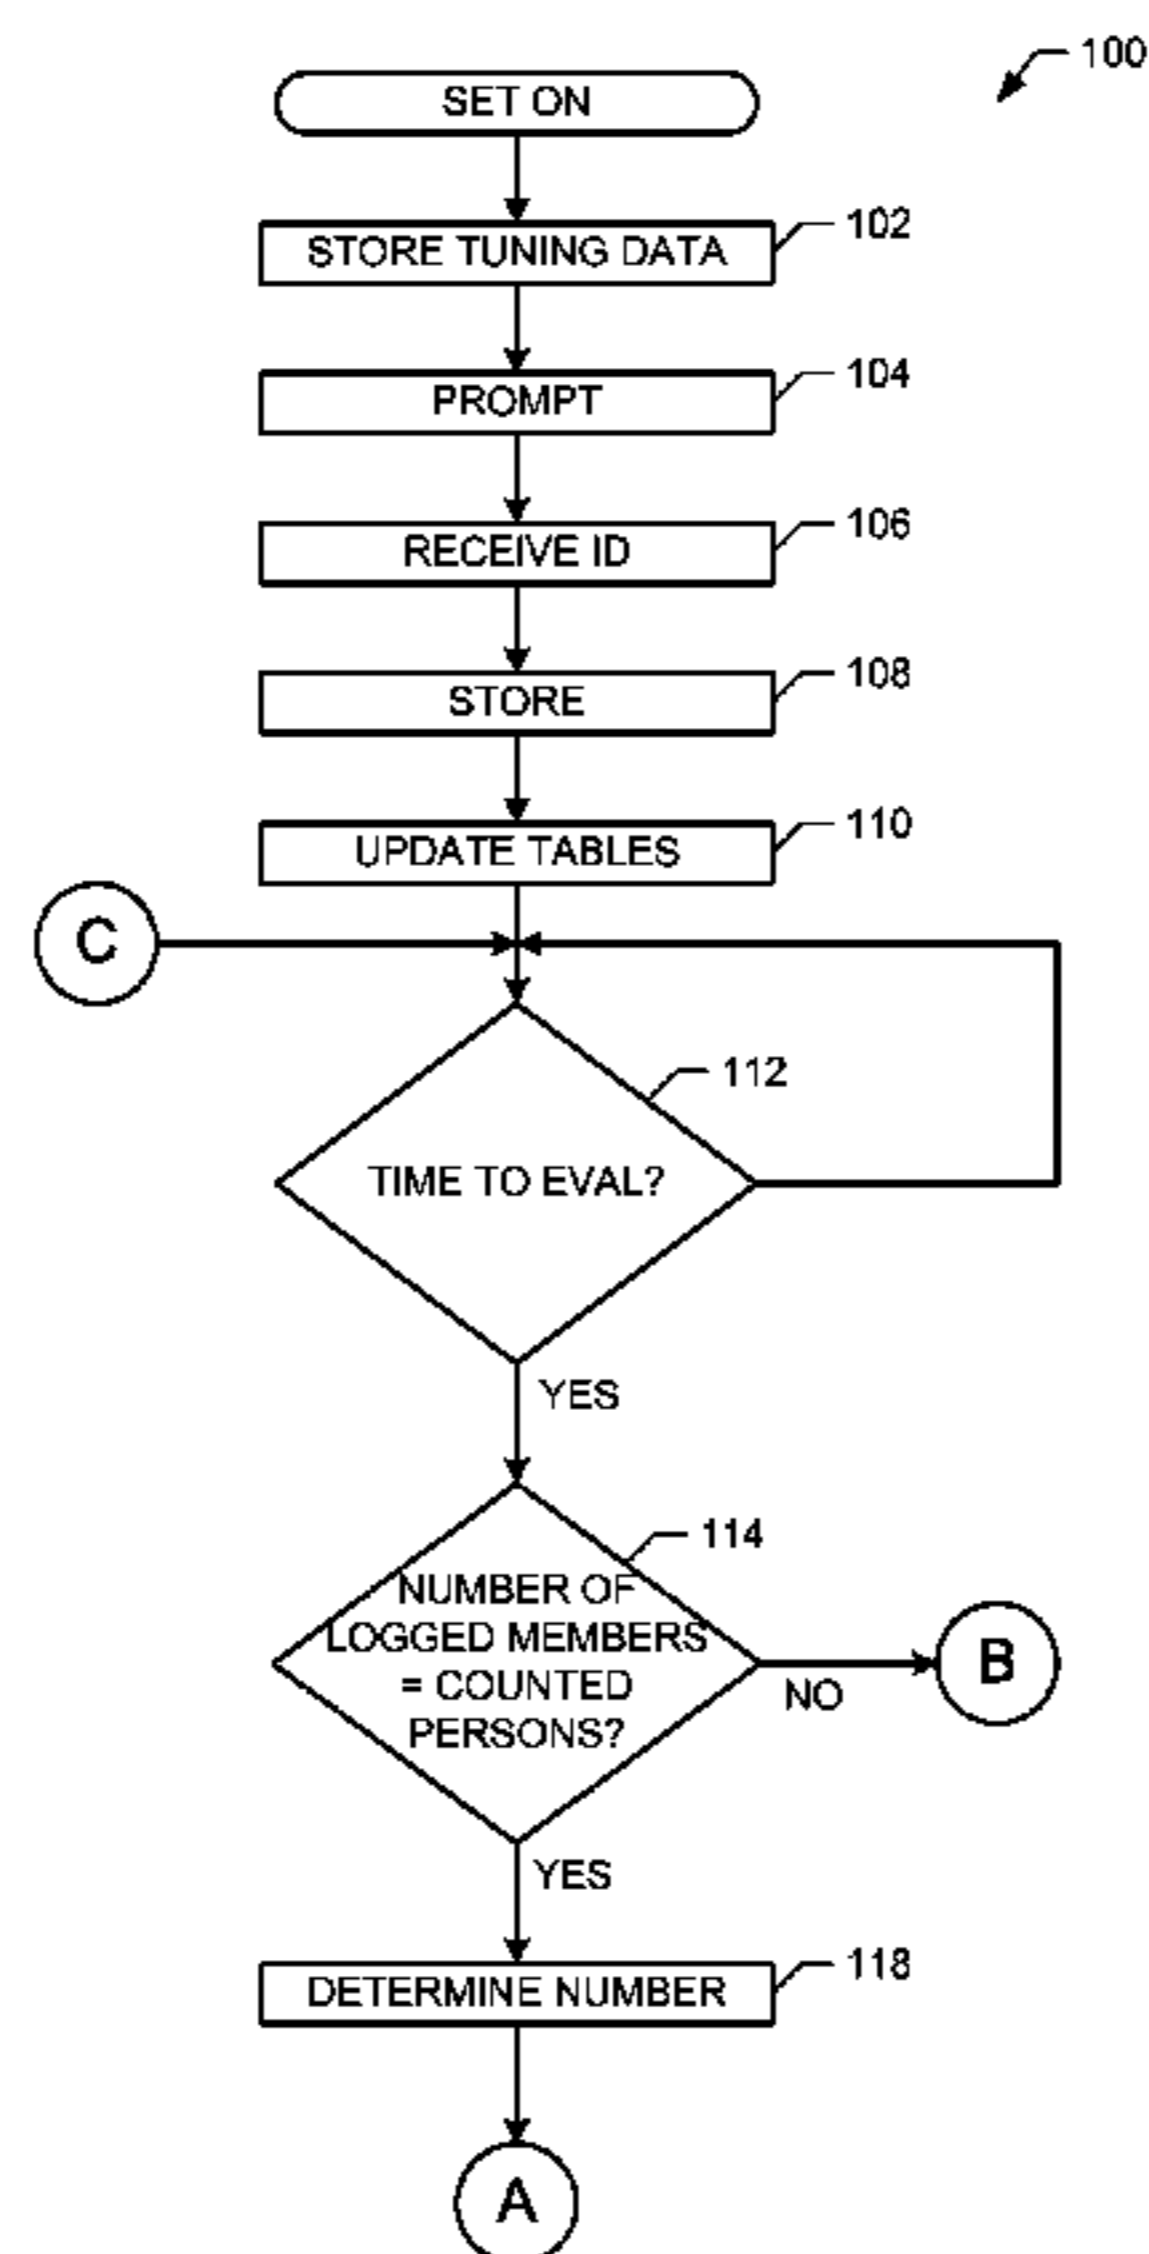 100
SET ON
102
STORE TUNING DATA
104
PROMPT
106
RECEIVE ID
108
STORE
110
UPDATE TABLES
C
112
TIME TO EVAL?
YES
114
NUMBER OF
LOGGED MEMBERS
= COUNTED
PERSONS?
B
NO
YES
118
DETERMINE NUMBER
A